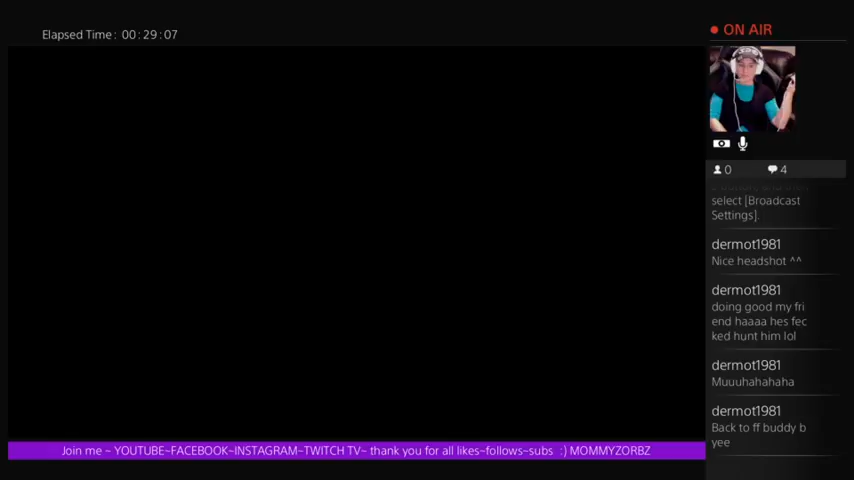 Elapsed Time: 00:29:07
ON AIR
0 4
select [Broadcast
Settings].
dermot1981
Nice headshot ^^
dermot1981
doing good my fri
end haaaa hes fec
ked hunt him lol
dermot1981
Muuuhahahaha
dermot1981
Back to ff buddy b
yee
Join me ~ YOUTUBE~FACEBOOK~INSTAGRAM~TWITCH TV~ thank you for all likes~follows~subs :) MOMMYZORBZ